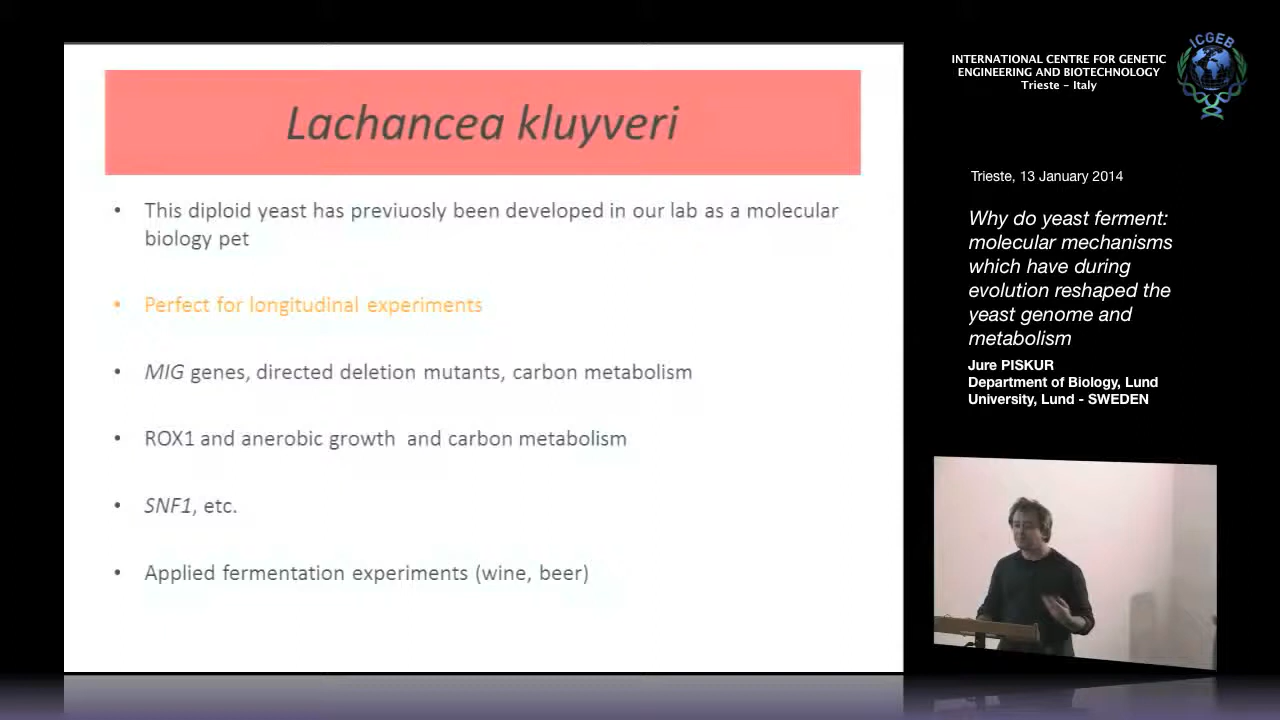 Lachancea kluyveri
• This diploid yeast has previuosly been developed in our lab as a molecular
biology pet
• Perfect for longitudinal experiments
• MIG genes, directed deletion mutants, carbon metabolism
• ROX1 and anerobic growth and carbon metabolism
• SNF1, etc.
• Applied fermentation experiments (wine, beer)
INTERNATIONAL CENTRE FOR GENETIC
ENGINEERING AND BIOTECHNOLOGY
Trieste - Italy
ICGEB
Trieste, 13 January 2014
Why do yeast ferment:
molecular mechanisms
which have during
evolution reshaped the
yeast genome and
metabolism
Jure PISKUR
Department of Biology, Lund
University, Lund - SWEDEN